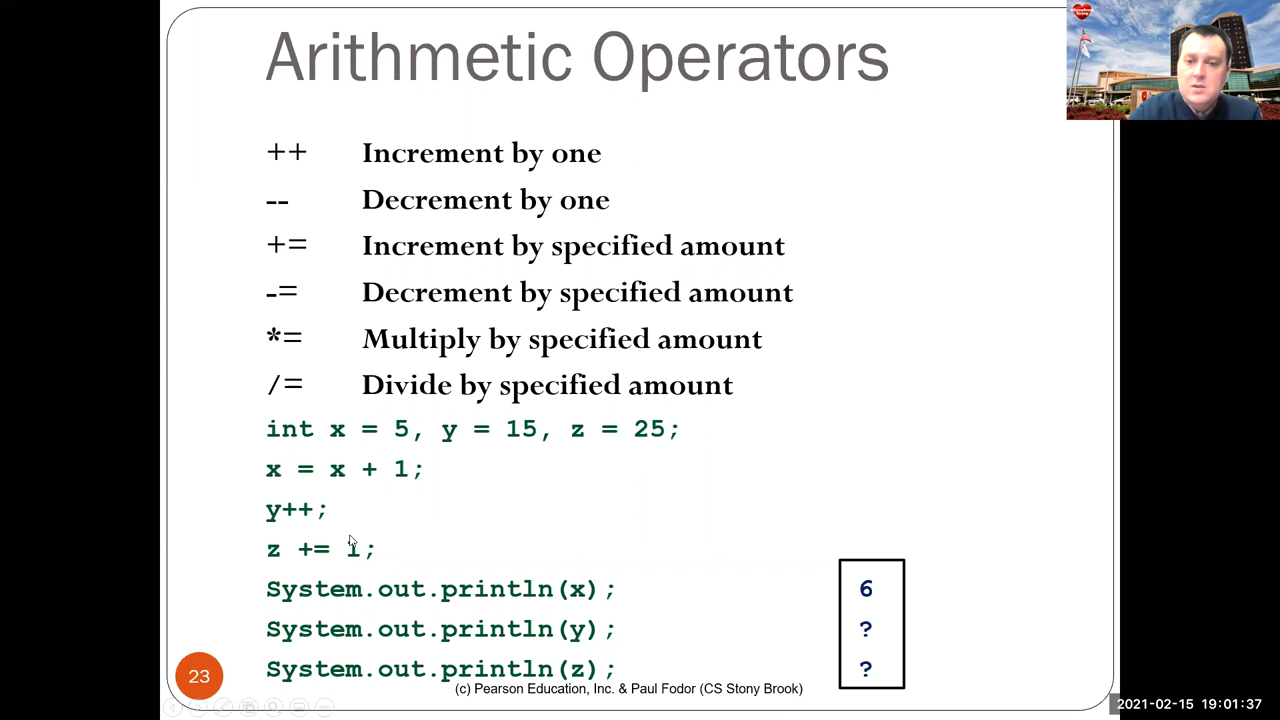 Arithmetic Operators
++ Increment by one
-- Decrement by one
+= Increment by specified amount
-= Decrement by specified amount
*= Multiply by specified amount
/= Divide by specified amount
int x = 5, y = 15, z = 25;
x = x + 1;
y++;
z += 1;
System.out.println(x); 6
System.out.println(y); ?
System.out.println(z); ?
23
(c) Pearson Education, Inc. & Paul Fodor (CS Stony Brook)
2021-02-15 19:01:37